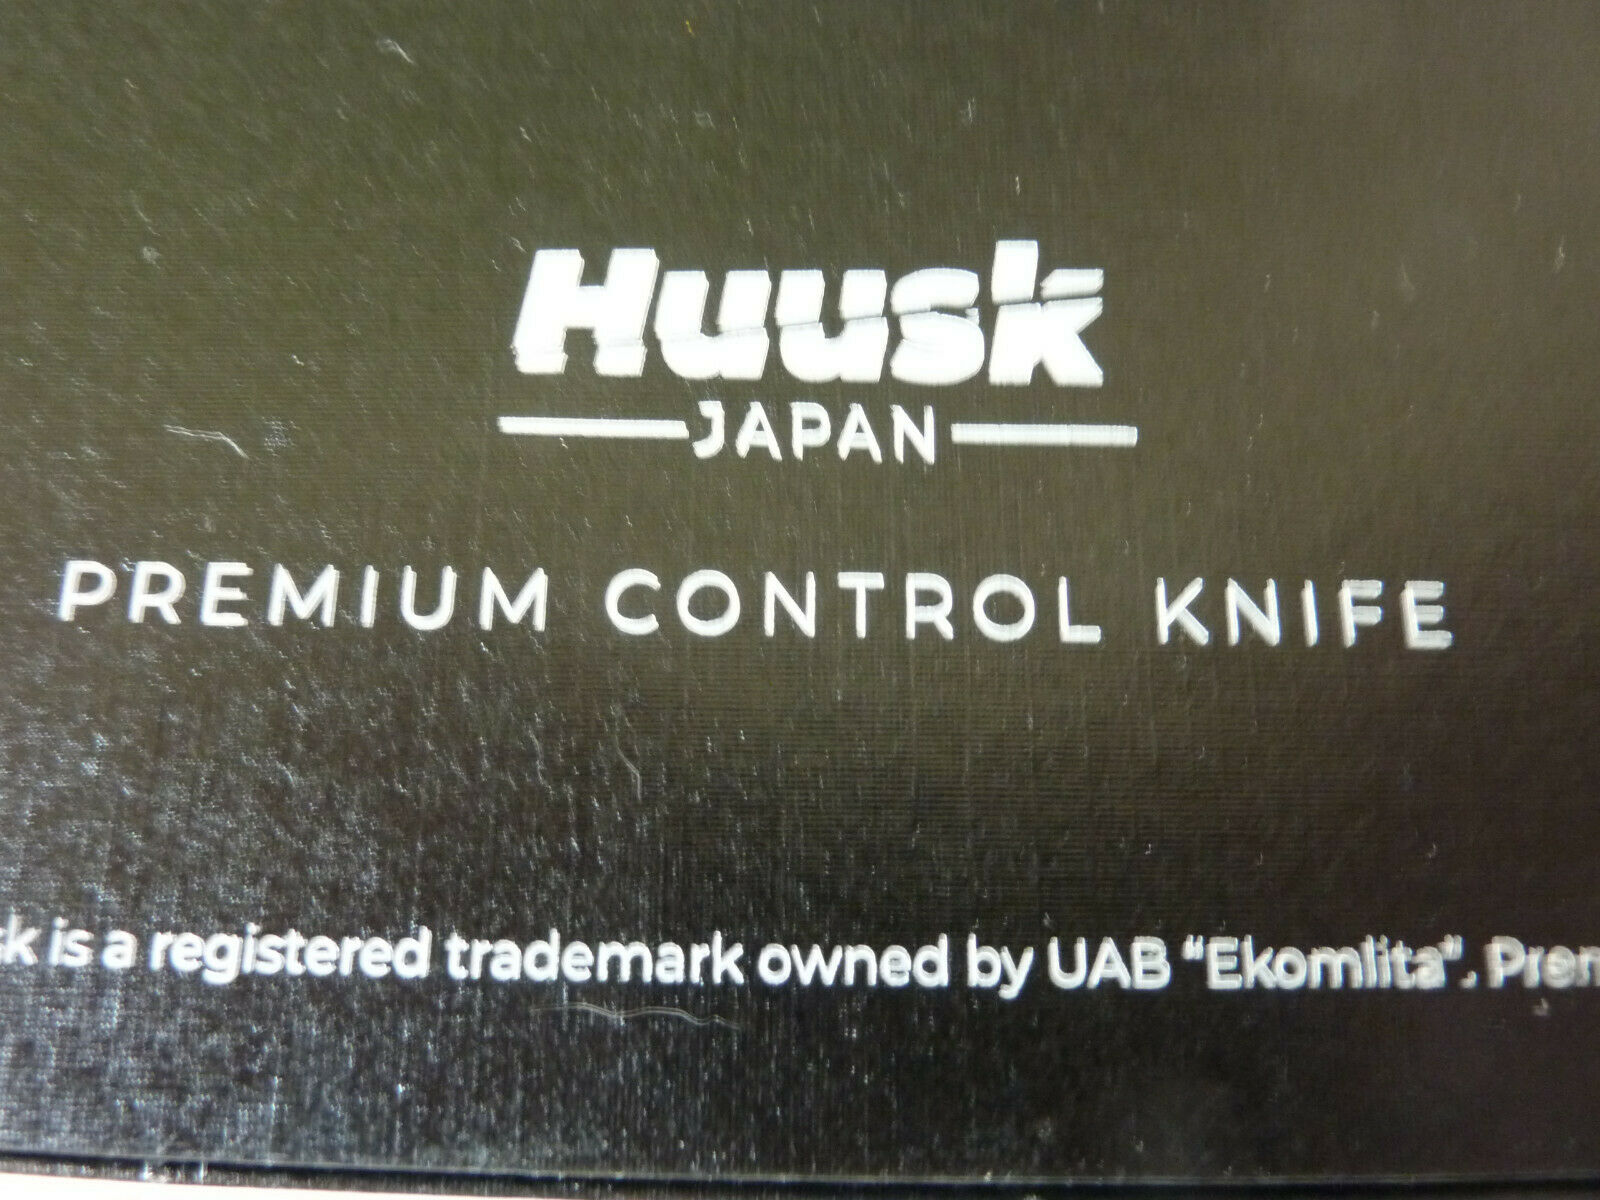 Huusk
JAPAN
PREMIUM CONTROL KNIFE
is a registered trademark owned by UAB “Ekomlita”.